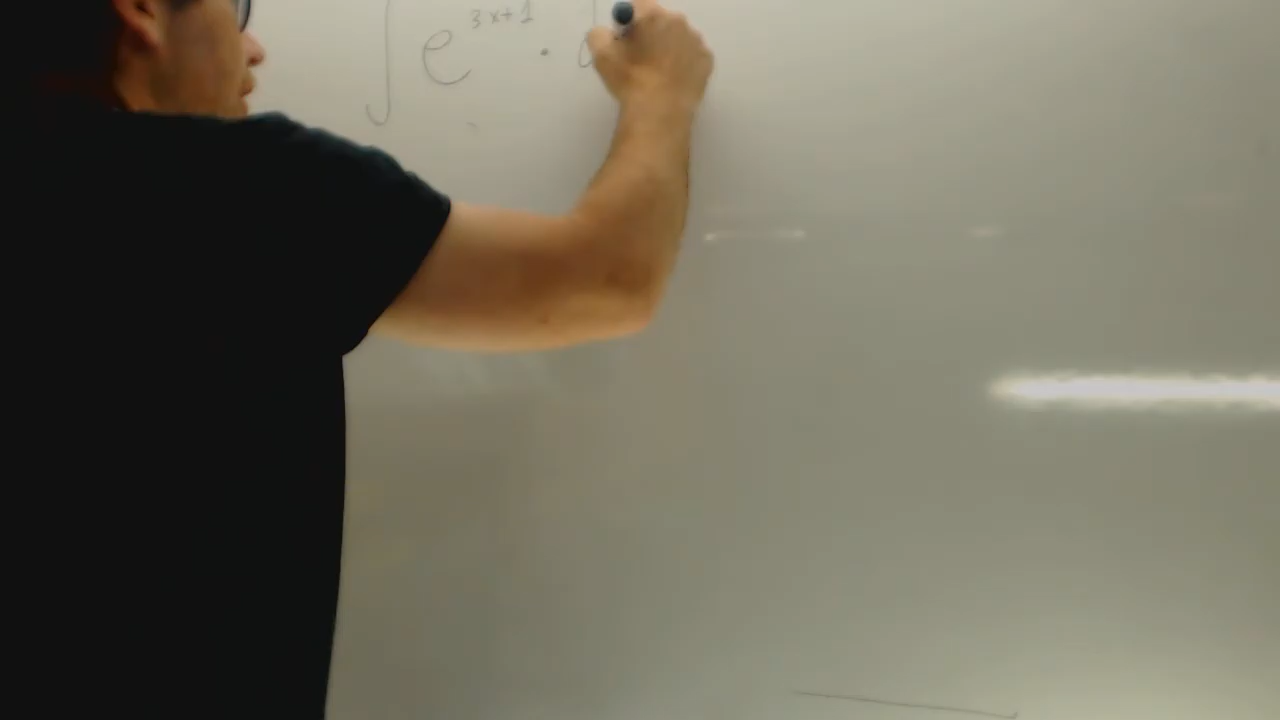 ∫ e^{3x+1} · d